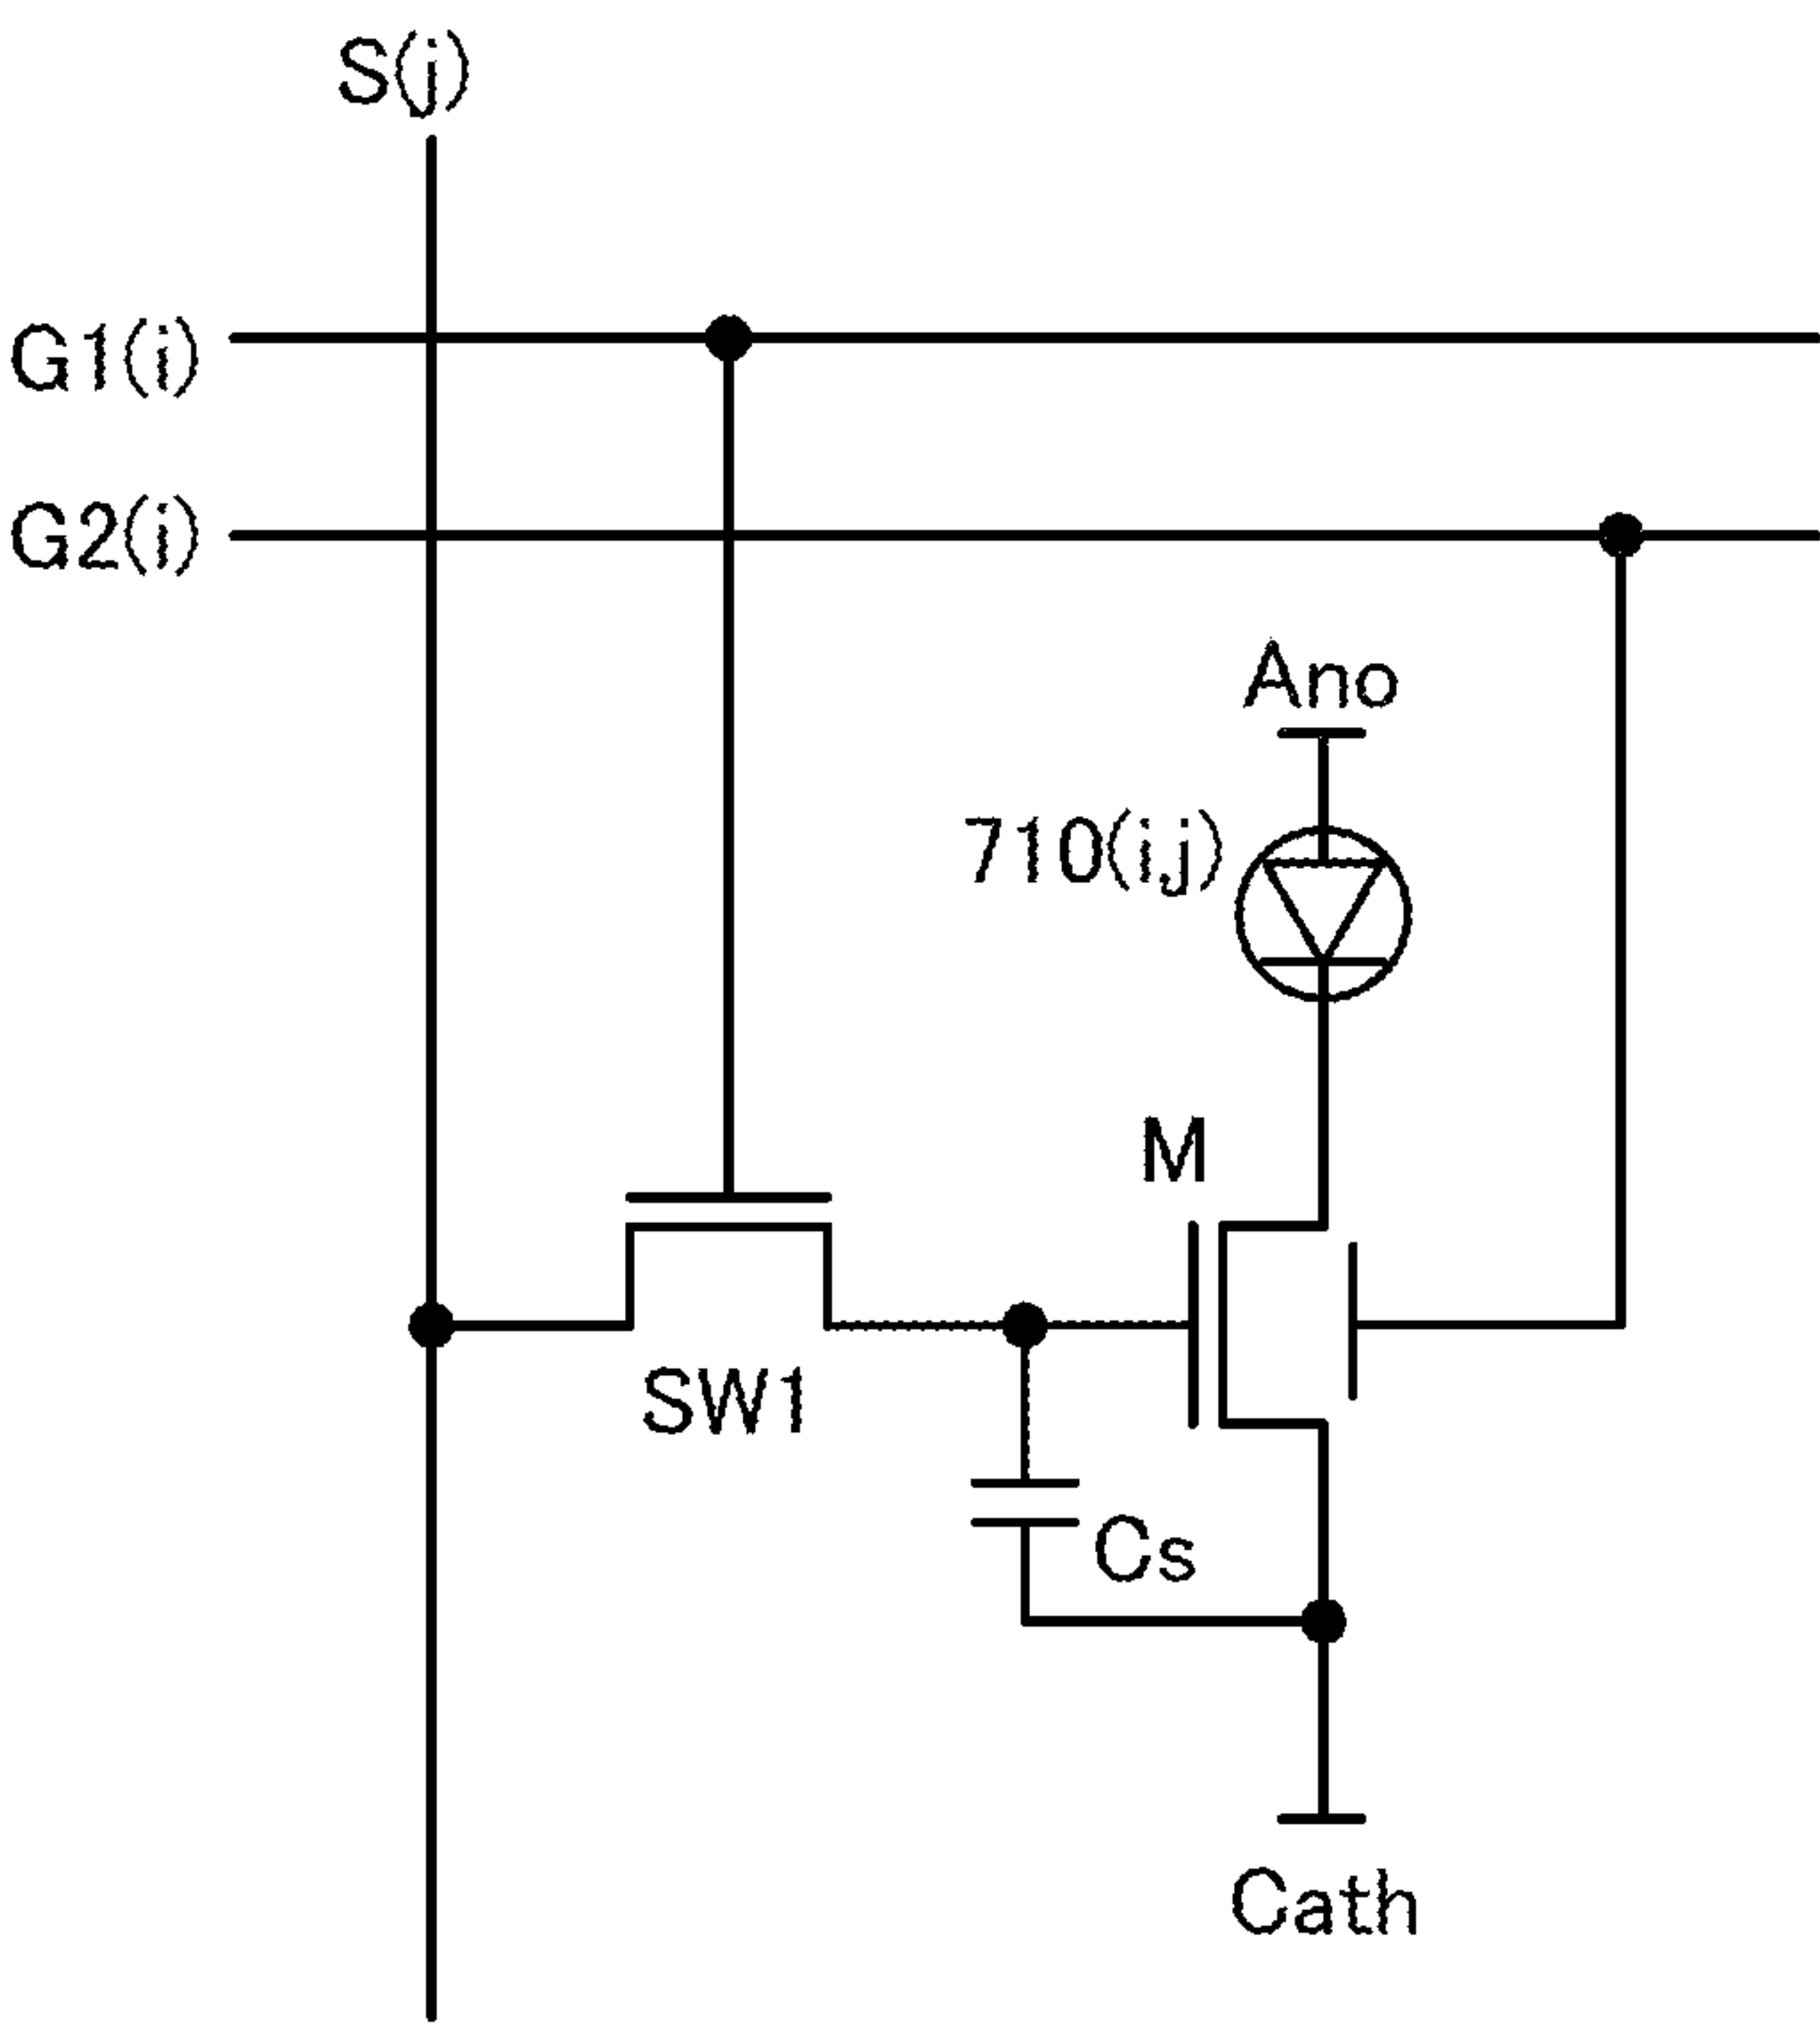 S(j)
G1(i)
G2(i)
Ano
710(i,j)
M
SW1
Cs
Cath